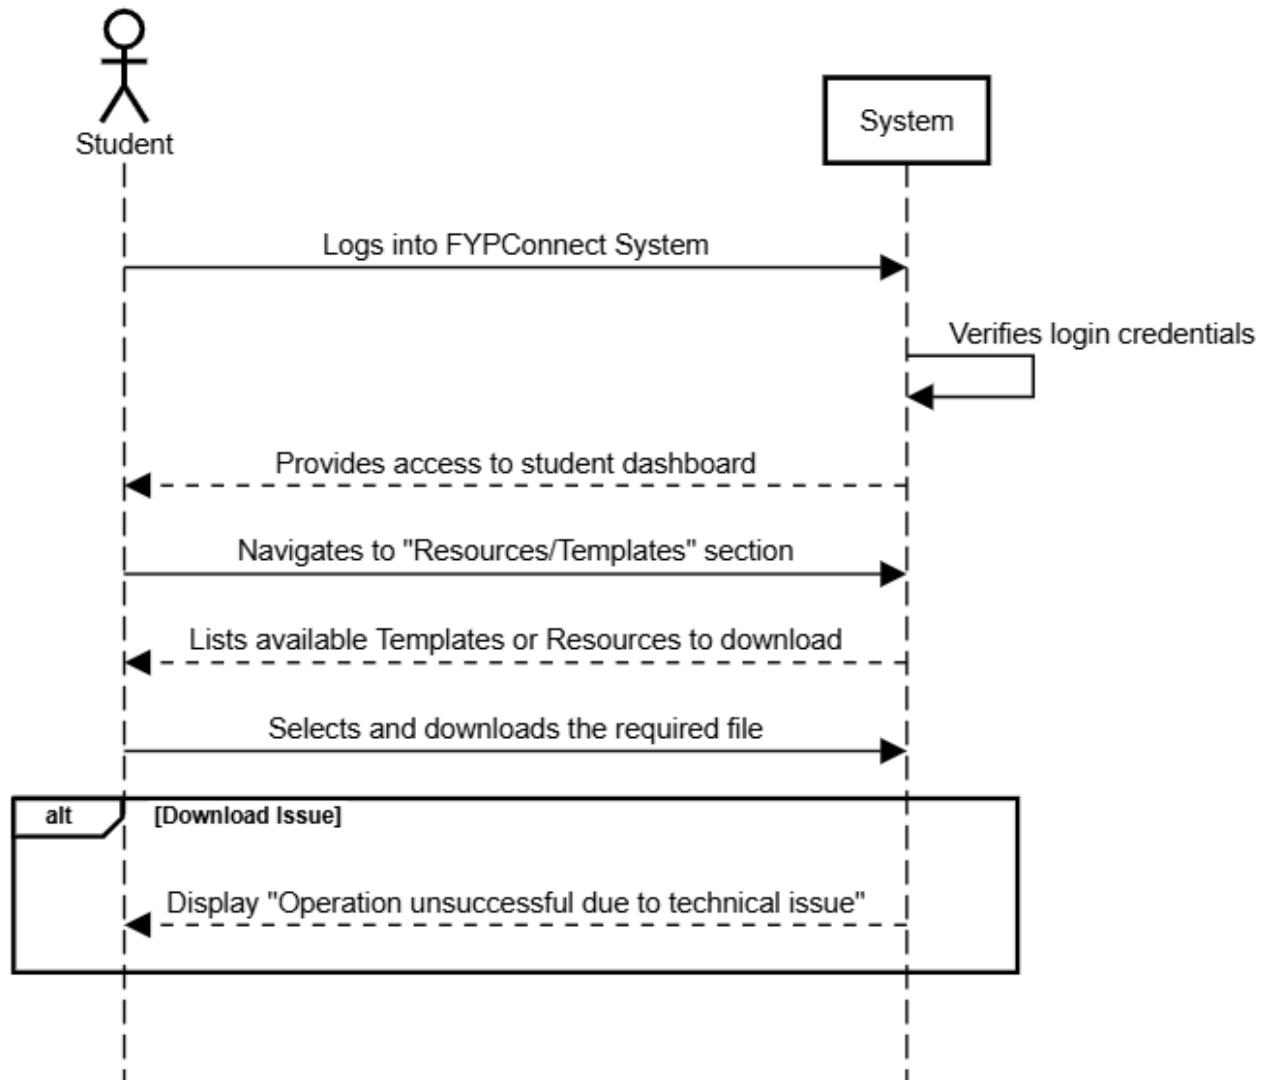 Student
System
Logs into FYPConnect System
Verifies login credentials
Provides access to student dashboard
Navigates to "Resources/Templates" section
Lists available Templates or Resources to download
Selects and downloads the required file
alt
[Download Issue]
Display "Operation unsuccessful due to technical issue"